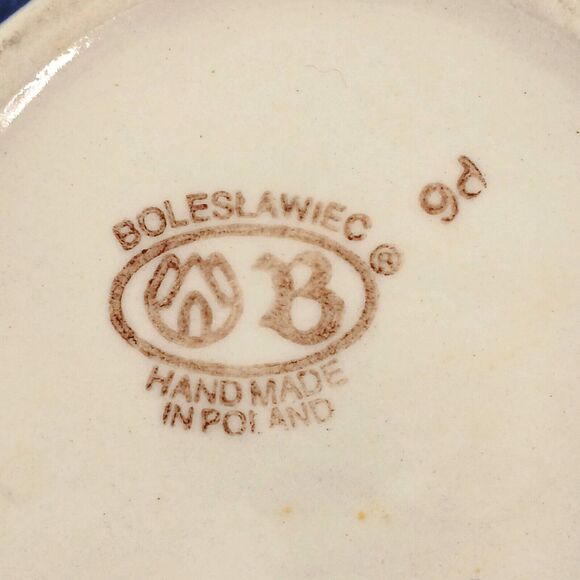 BOLESŁAWIEC
B ®
HAND MADE
IN POLAND